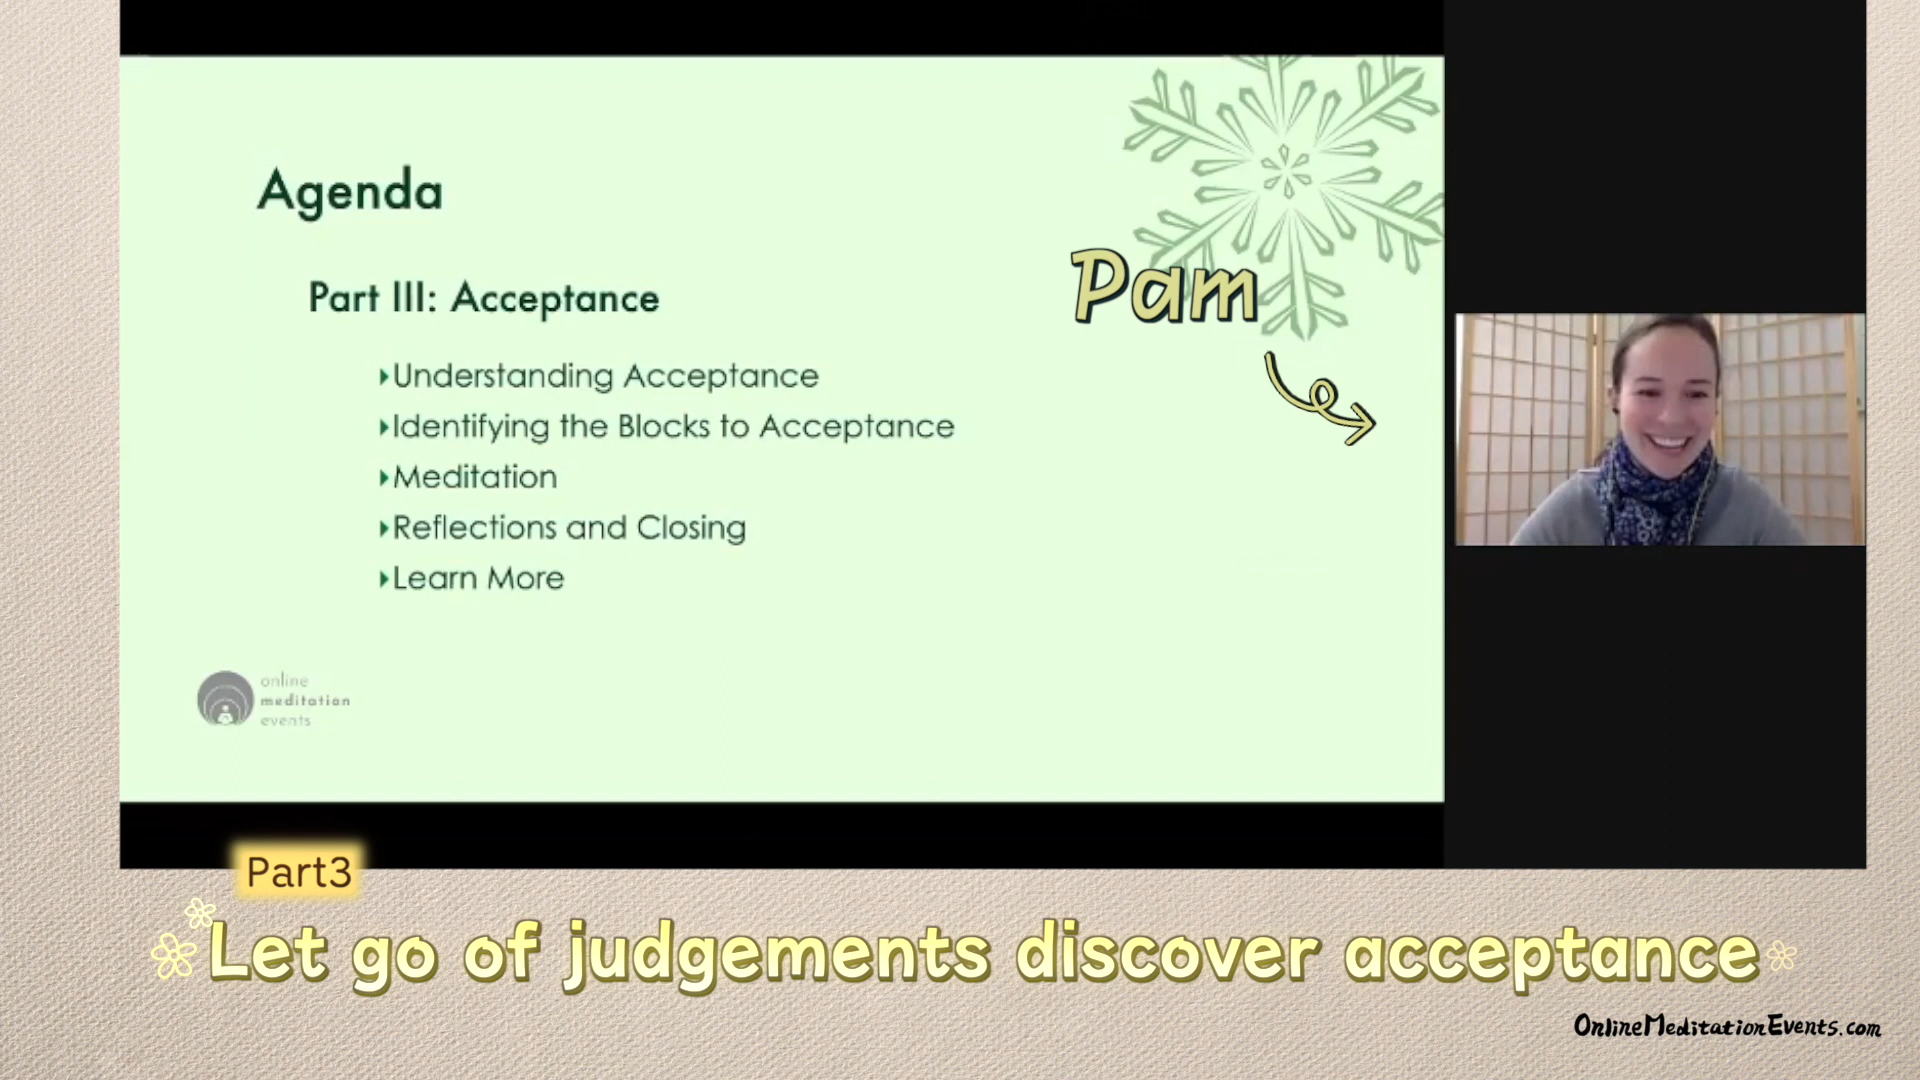 Agenda
Part III: Acceptance
Understanding Acceptance
Identifying the Blocks to Acceptance
Meditation
Reflections and Closing
Learn More
Pam
online
meditation
events
Part3
Let go of judgements discover acceptance
OnlineMeditationEvents.com